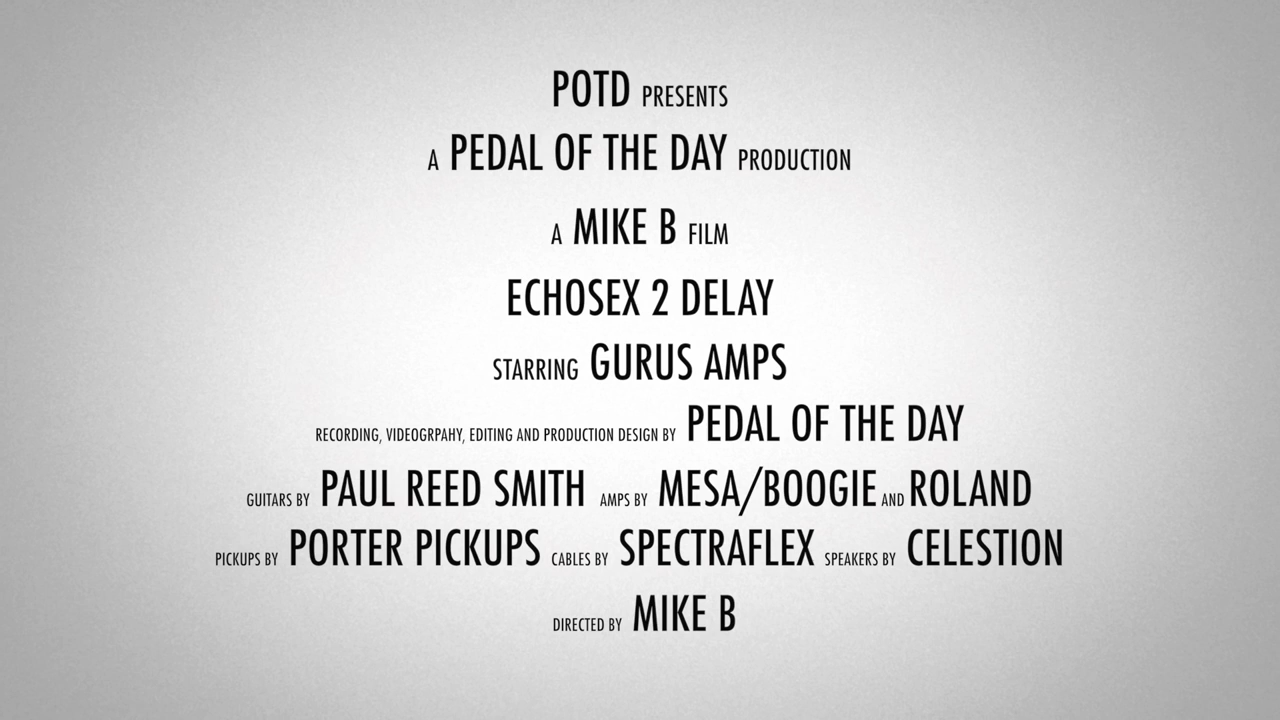 POTD PRESENTS
A PEDAL OF THE DAY PRODUCTION
A MIKE B FILM
ECHOSEX 2 DELAY
STARRING GURUS AMPS
RECORDING, VIDEOGRPAHY, EDITING AND PRODUCTION DESIGN BY PEDAL OF THE DAY
GUITARS BY PAUL REED SMITH AMPS BY MESA/BOOGIE AND ROLAND
PICKUPS BY PORTER PICKUPS CABLES BY SPECTRAFLEX SPEAKERS BY CELESTION
DIRECTED BY MIKE B